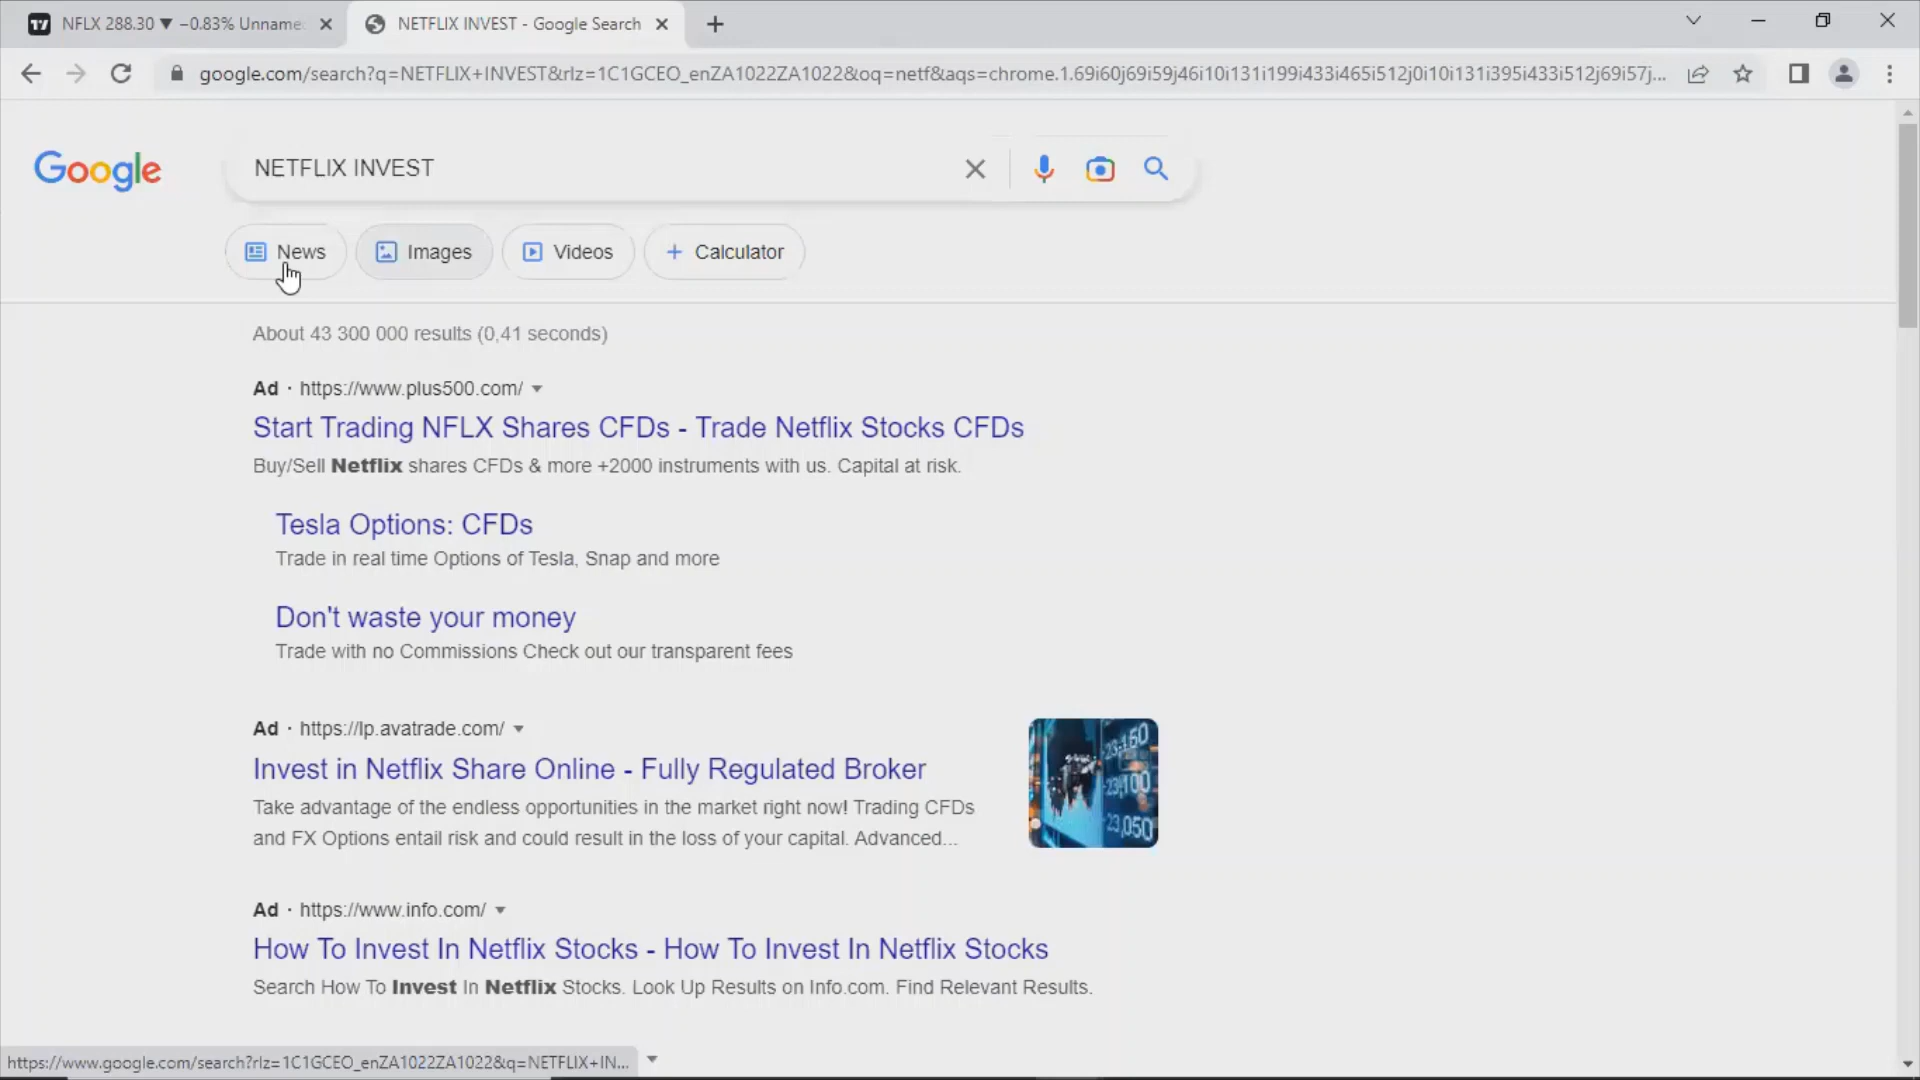 NFLX 288.30 ▼ −0.83% Unname
NETFLIX INVEST - Google Search
google.com/search?q=NETFLIX+INVEST&rlz=1C1GCEO_enZA1022ZA1022&oq=netf&aqs=chrome.1.69i60j69i59j46i10i131i199i433i465i512j0i10i131i395i433i512j69i57j...
Google
NETFLIX INVEST
News
Images
Videos
+ Calculator
About 43 300 000 results (0,41 seconds)
Ad · https://www.plus500.com/
Start Trading NFLX Shares CFDs - Trade Netflix Stocks CFDs
Buy/Sell Netflix shares CFDs & more +2000 instruments with us. Capital at risk.
Tesla Options: CFDs
Trade in real time Options of Tesla, Snap and more
Don't waste your money
Trade with no Commissions Check out our transparent fees
Ad · https://lp.avatrade.com/
Invest in Netflix Share Online - Fully Regulated Broker
Take advantage of the endless opportunities in the market right now! Trading CFDs
and FX Options entail risk and could result in the loss of your capital. Advanced...
23,150
23,100
23,050
Ad · https://www.info.com/
How To Invest In Netflix Stocks - How To Invest In Netflix Stocks
Search How To Invest In Netflix Stocks. Look Up Results on Info.com. Find Relevant Results.
https://www.google.com/search?rlz=1C1GCEO_enZA1022ZA1022&q=NETFLIX+IN...